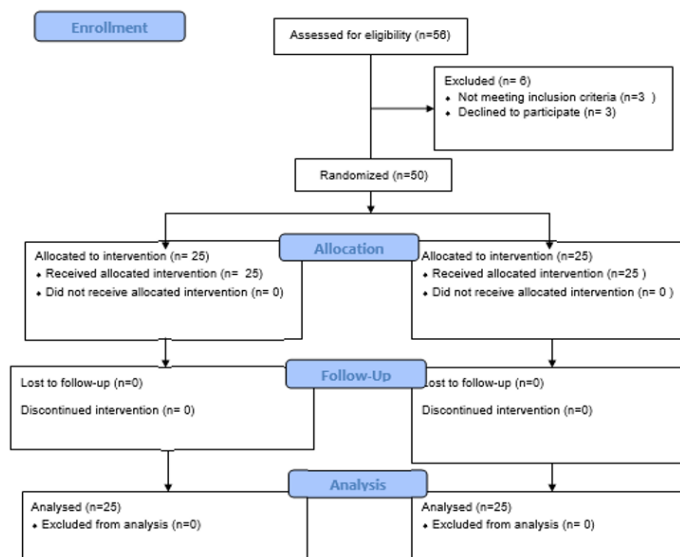 Enrollment
Assessed for eligibility (n=56)
Excluded (n= 6)
♦ Not meeting inclusion criteria (n=3 )
♦ Declined to participate (n= 3)
Randomized (n=50)
Allocation
Allocated to intervention (n= 25)
♦ Received allocated intervention (n= 25)
♦ Did not receive allocated intervention (n= 0)
Allocated to intervention (n=25)
♦ Received allocated intervention (n=25 )
♦ Did not receive allocated intervention (n= 0 )
Follow-Up
Lost to follow-up (n=0)
Discontinued intervention (n= 0)
Lost to follow-up (n=0)
Discontinued intervention (n=0)
Analysis
Analysed (n=25)
♦ Excluded from analysis (n=0)
Analysed (n=25)
♦ Excluded from analysis (n= 0)